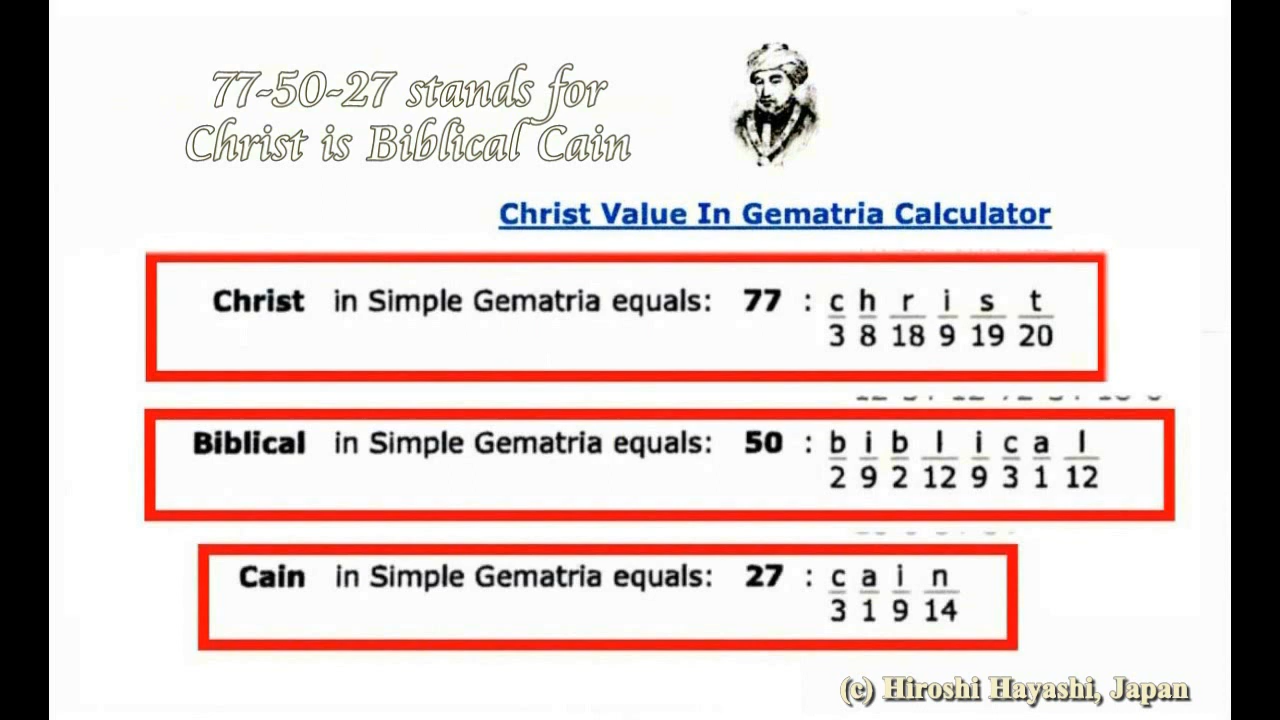 77-50-27 stands for
Christ is Biblical Cain
Christ Value In Gematria Calculator
Christ in Simple Gematria equals: 77 : c h r i s t
3 8 18 9 19 20
Biblical in Simple Gematria equals: 50 : b i b l i c a l
2 9 2 12 9 3 1 12
Cain in Simple Gematria equals: 27 : c a i n
3 1 9 14
(c) Hiroshi Hayashi, Japan